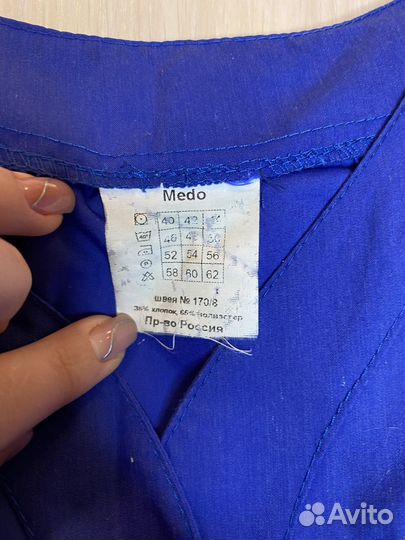 Medo
40 42
46 48 50
52 54 56
58 60 62
швея № 170/8
35% хлопок, 65% полиэстер
Пр-во Россия
Avito